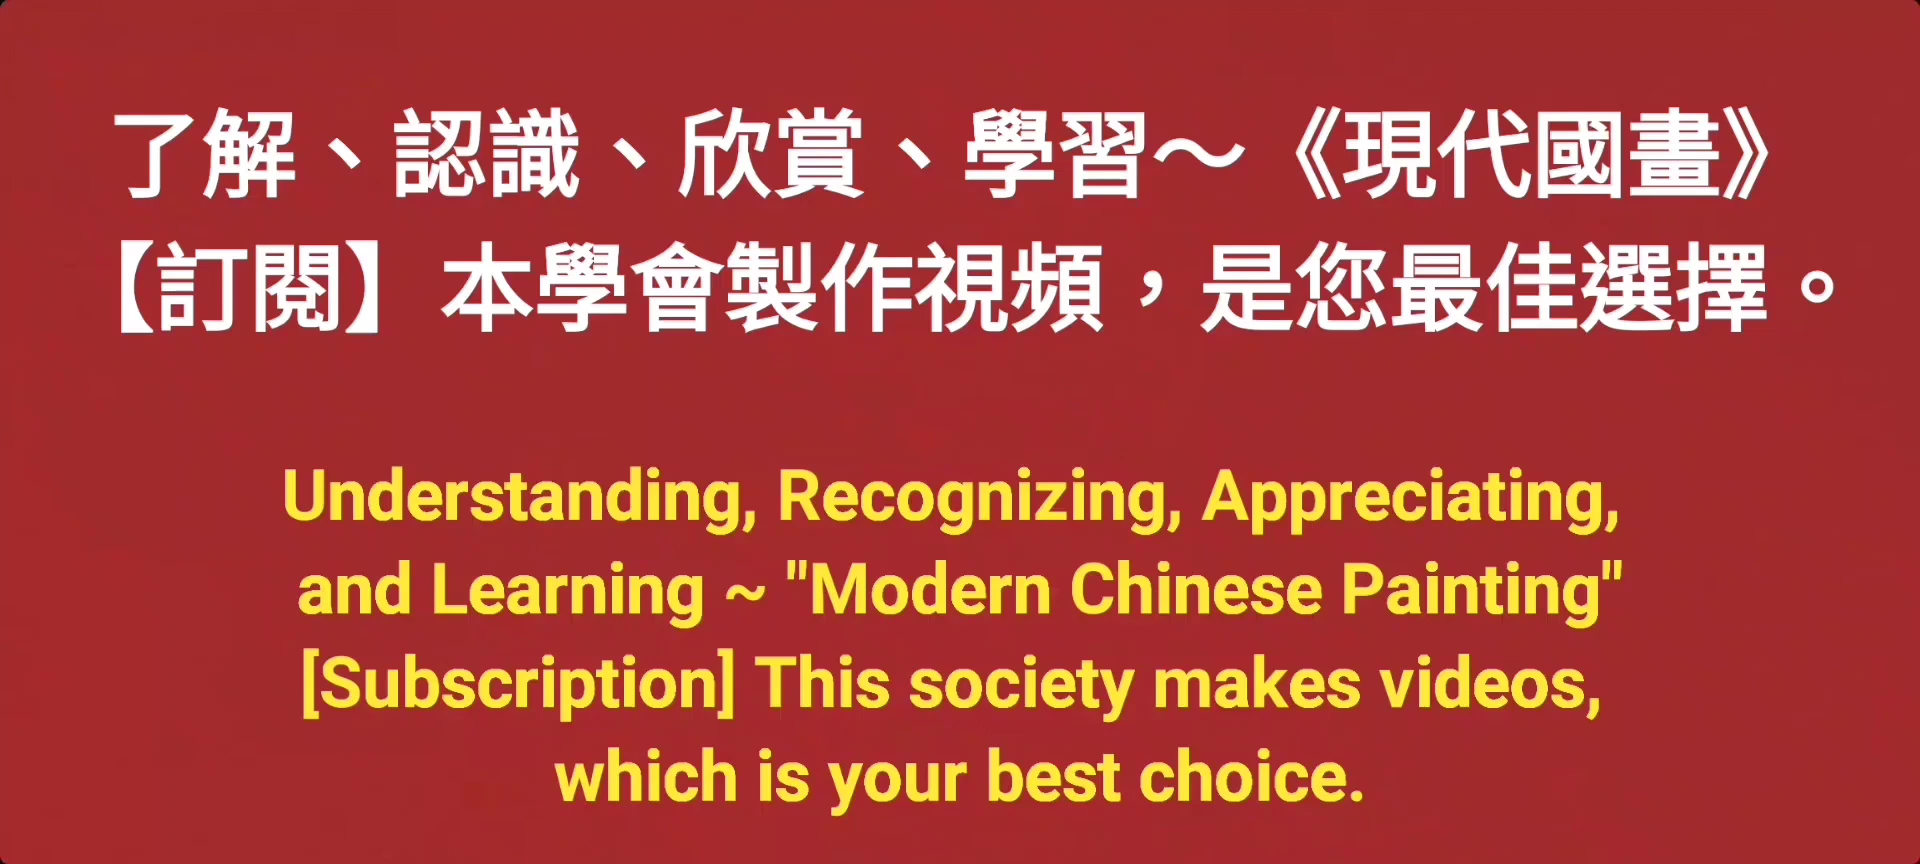 了解、認識、欣賞、學習～《現代國畫》
【訂閱】本學會製作視頻，是您最佳選擇。
Understanding, Recognizing, Appreciating,
and Learning ~ "Modern Chinese Painting"
[Subscription] This society makes videos,
which is your best choice.